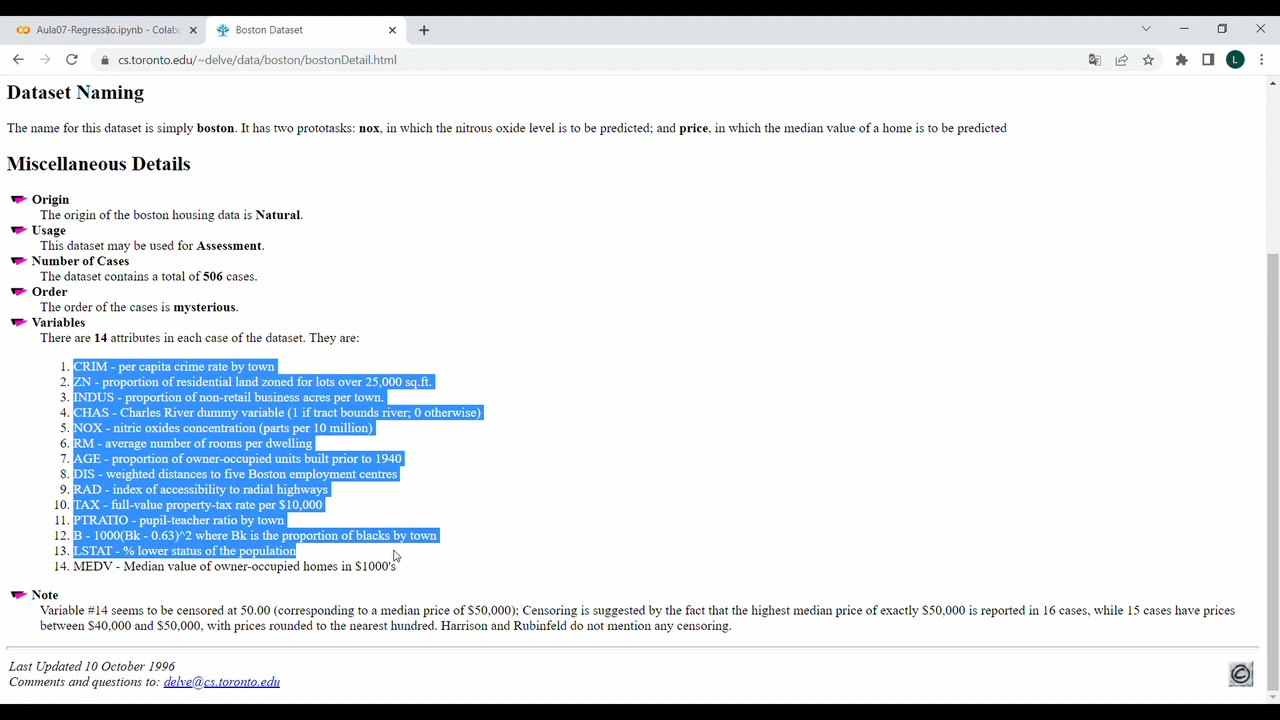 Aula07-Regressão.ipynb - Colab
Boston Dataset
cs.toronto.edu/~delve/data/boston/bostonDetail.html
L
Dataset Naming
The name for this dataset is simply boston. It has two prototasks: nox, in which the nitrous oxide level is to be predicted; and price, in which the median value of a home is to be predicted
Miscellaneous Details
Origin
The origin of the boston housing data is Natural.
Usage
This dataset may be used for Assessment.
Number of Cases
The dataset contains a total of 506 cases.
Order
The order of the cases is mysterious.
Variables
There are 14 attributes in each case of the dataset. They are:
1. CRIM - per capita crime rate by town
2. ZN - proportion of residential land zoned for lots over 25,000 sq.ft.
3. INDUS - proportion of non-retail business acres per town.
4. CHAS - Charles River dummy variable (1 if tract bounds river; 0 otherwise)
5. NOX - nitric oxides concentration (parts per 10 million)
6. RM - average number of rooms per dwelling
7. AGE - proportion of owner-occupied units built prior to 1940
8. DIS - weighted distances to five Boston employment centres
9. RAD - index of accessibility to radial highways
10. TAX - full-value property-tax rate per $10,000
11. PTRATIO - pupil-teacher ratio by town
12. B - 1000(Bk - 0.63)^2 where Bk is the proportion of blacks by town
13. LSTAT - % lower status of the population
14. MEDV - Median value of owner-occupied homes in $1000's
Note
Variable #14 seems to be censored at 50.00 (corresponding to a median price of $50,000); Censoring is suggested by the fact that the highest median price of exactly $50,000 is reported in 16 cases, while 15 cases have prices
between $40,000 and $50,000, with prices rounded to the nearest hundred. Harrison and Rubinfeld do not mention any censoring.
Last Updated 10 October 1996
Comments and questions to: delve@cs.toronto.edu
©